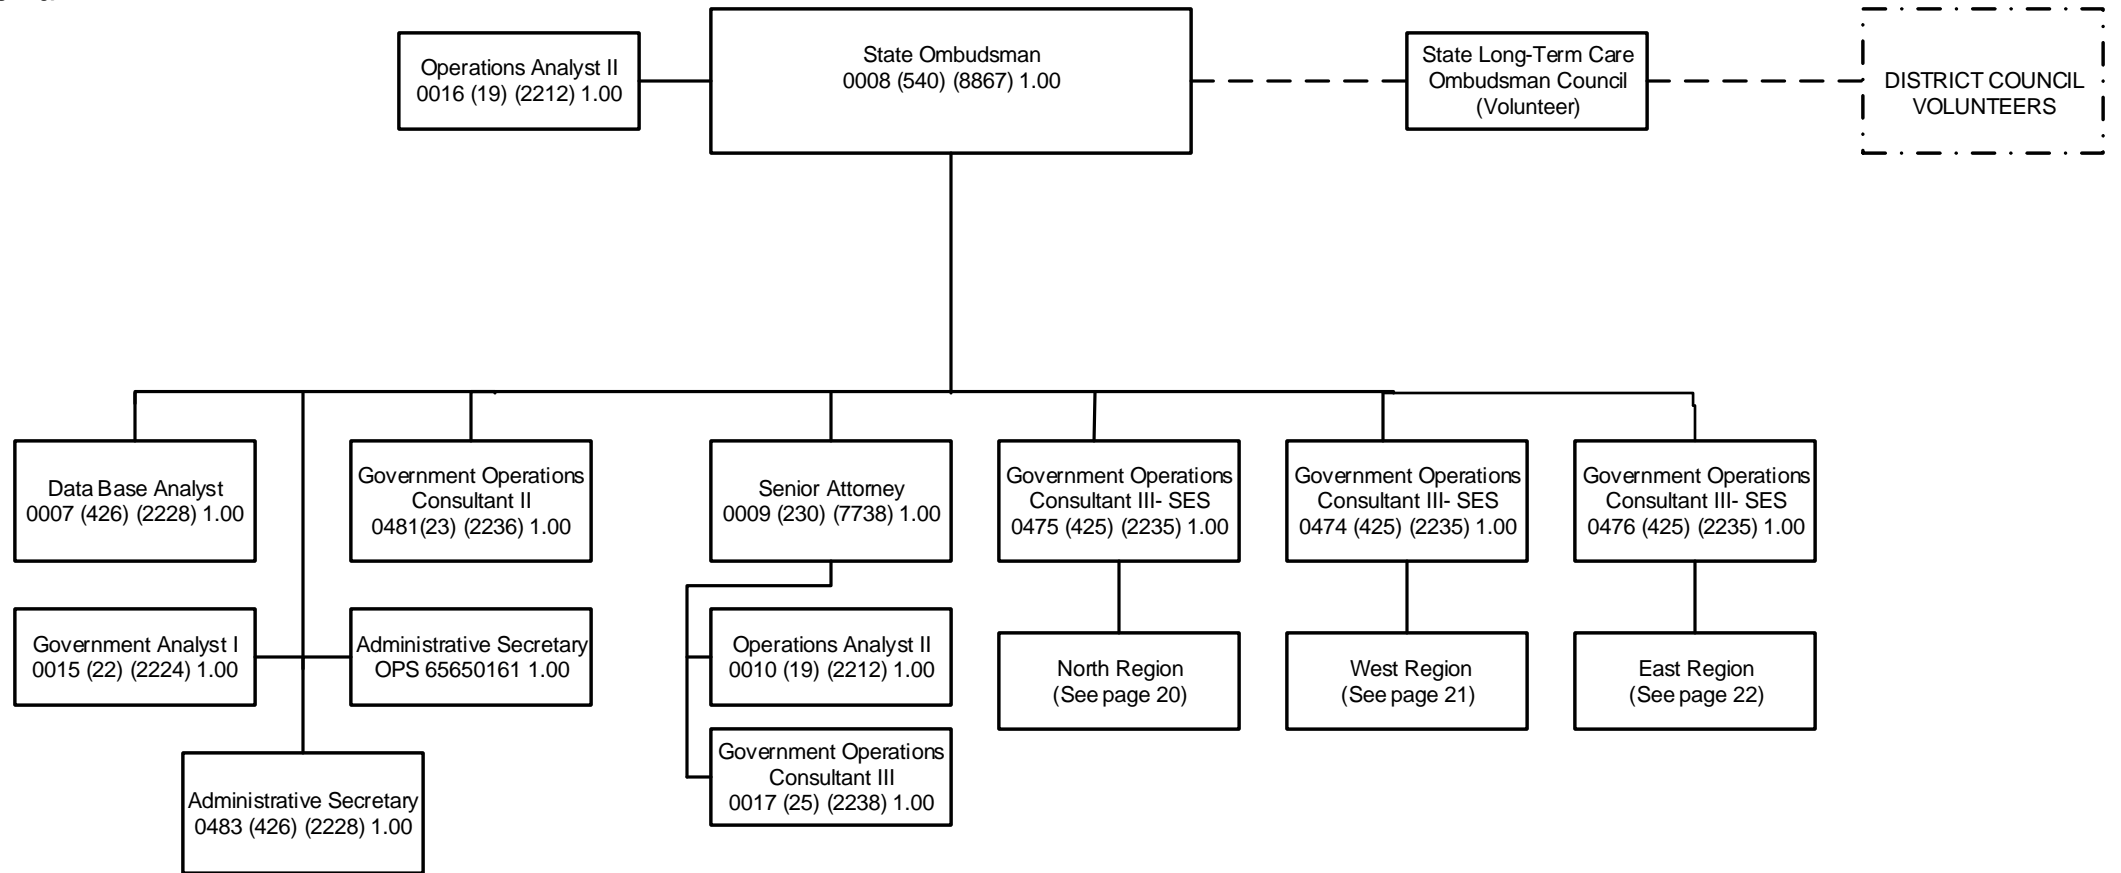 State Ombudsman
0008 (540) (8867) 1.00
Operations Analyst II
0016 (19) (2212) 1.00
State Long-Term Care
Ombudsman Council
(Volunteer)
DISTRICT COUNCIL
VOLUNTEERS
Data Base Analyst
0007 (426) (2228) 1.00
Government Operations
Consultant II
0481(23) (2236) 1.00
Senior Attorney
0009 (230) (7738) 1.00
Government Operations
Consultant III- SES
0475 (425) (2235) 1.00
Government Operations
Consultant III- SES
0474 (425) (2235) 1.00
Government Operations
Consultant III- SES
0476 (425) (2235) 1.00
Government Analyst I
0015 (22) (2224) 1.00
Administrative Secretary
OPS 65650161 1.00
Operations Analyst II
0010 (19) (2212) 1.00
North Region
(See page 20)
West Region
(See page 21)
East Region
(See page 22)
Government Operations
Consultant III
0017 (25) (2238) 1.00
Administrative Secretary
0483 (426) (2228) 1.00